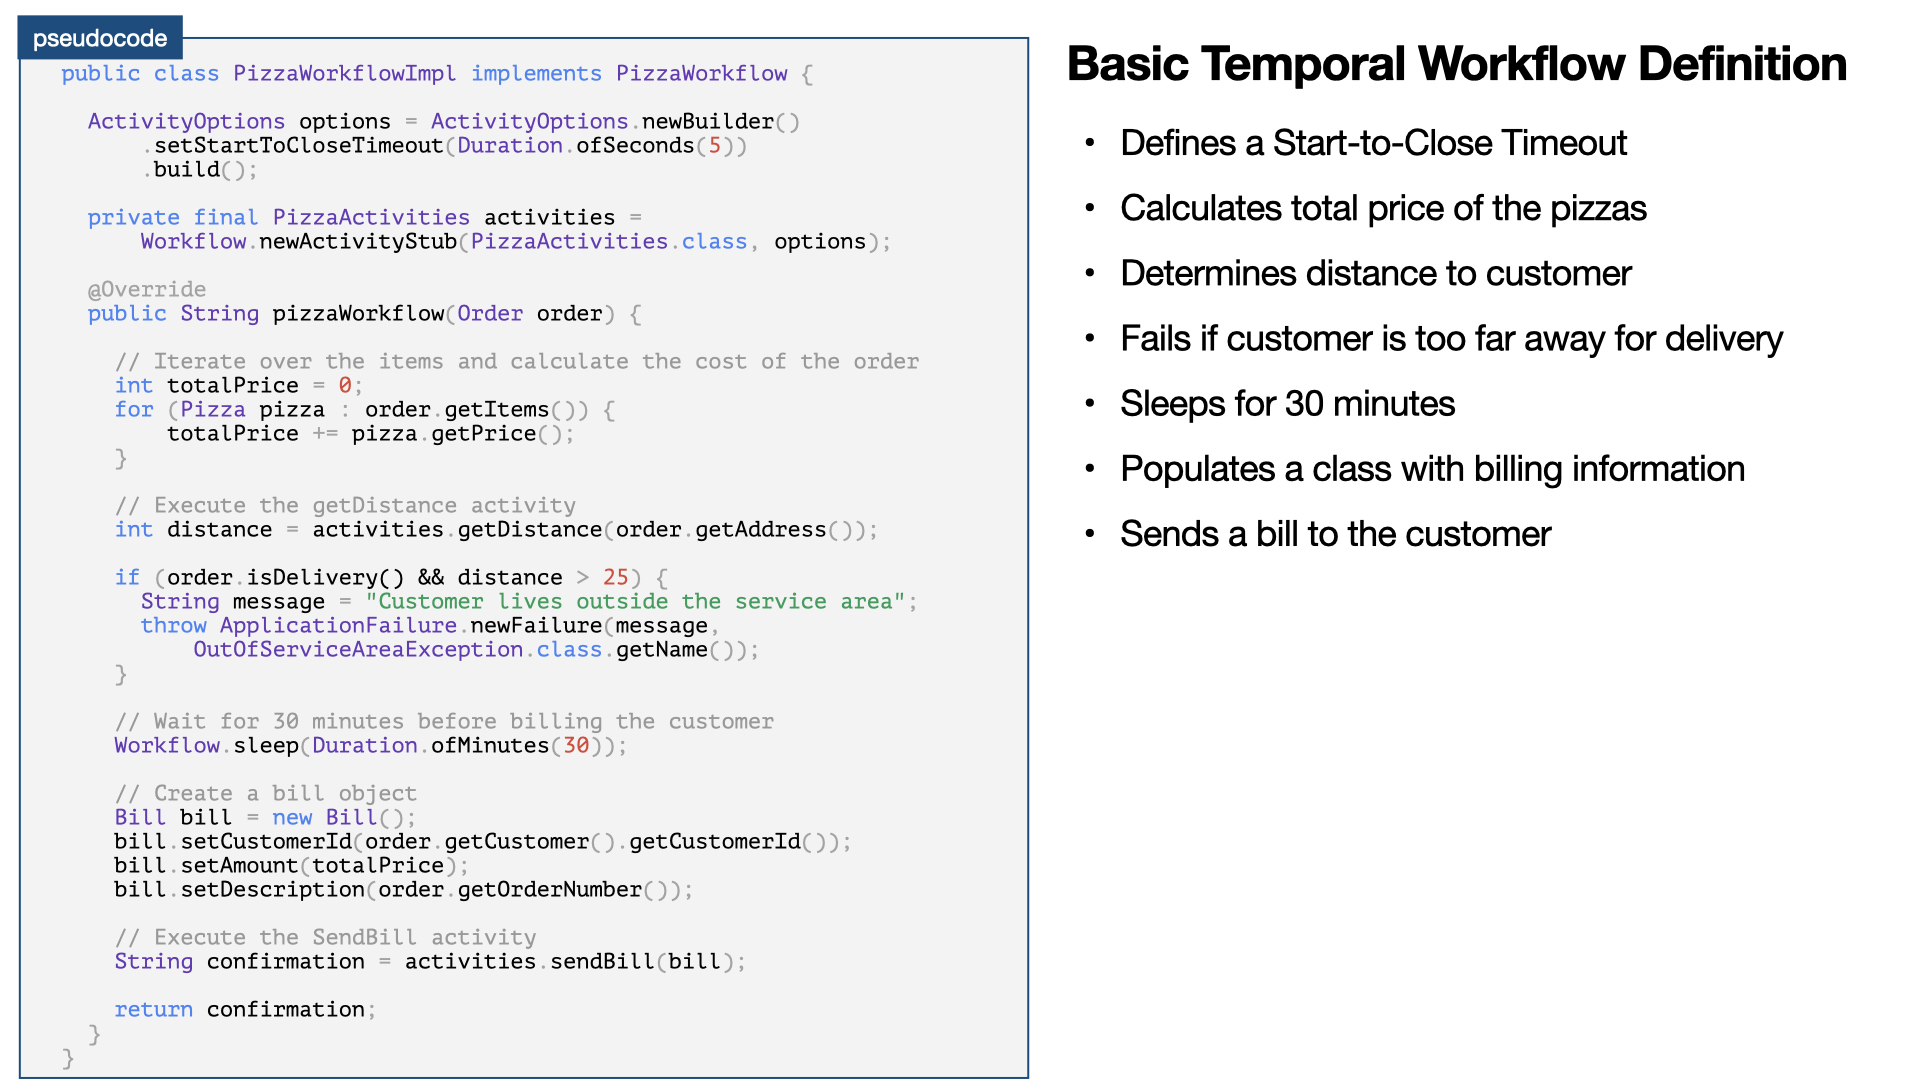 pseudocode
public class PizzaWorkflowImpl implements PizzaWorkflow {
ActivityOptions options = ActivityOptions.newBuilder()
.setStartToCloseTimeout(Duration.ofSeconds(5))
.build();
private final PizzaActivities activities =
Workflow.newActivityStub(PizzaActivities.class, options);
@Override
public String pizzaWorkflow(Order order) {
// Iterate over the items and calculate the cost of the order
int totalPrice = 0;
for (Pizza pizza : order.getItems()) {
totalPrice += pizza.getPrice();
}
// Execute the getDistance activity
int distance = activities.getDistance(order.getAddress());
if (order.isDelivery() && distance > 25) {
String message = "Customer lives outside the service area";
throw ApplicationFailure.newFailure(message,
OutOfServiceAreaException.class.getName());
}
// Wait for 30 minutes before billing the customer
Workflow.sleep(Duration.ofMinutes(30));
// Create a bill object
Bill bill = new Bill();
bill.setCustomerId(order.getCustomer().getCustomerId());
bill.setAmount(totalPrice);
bill.setDescription(order.getOrderNumber());
// Execute the SendBill activity
String confirmation = activities.sendBill(bill);
return confirmation;
}
}
Basic Temporal Workflow Definition
• Defines a Start-to-Close Timeout
• Calculates total price of the pizzas
• Determines distance to customer
• Fails if customer is too far away for delivery
• Sleeps for 30 minutes
• Populates a class with billing information
• Sends a bill to the customer